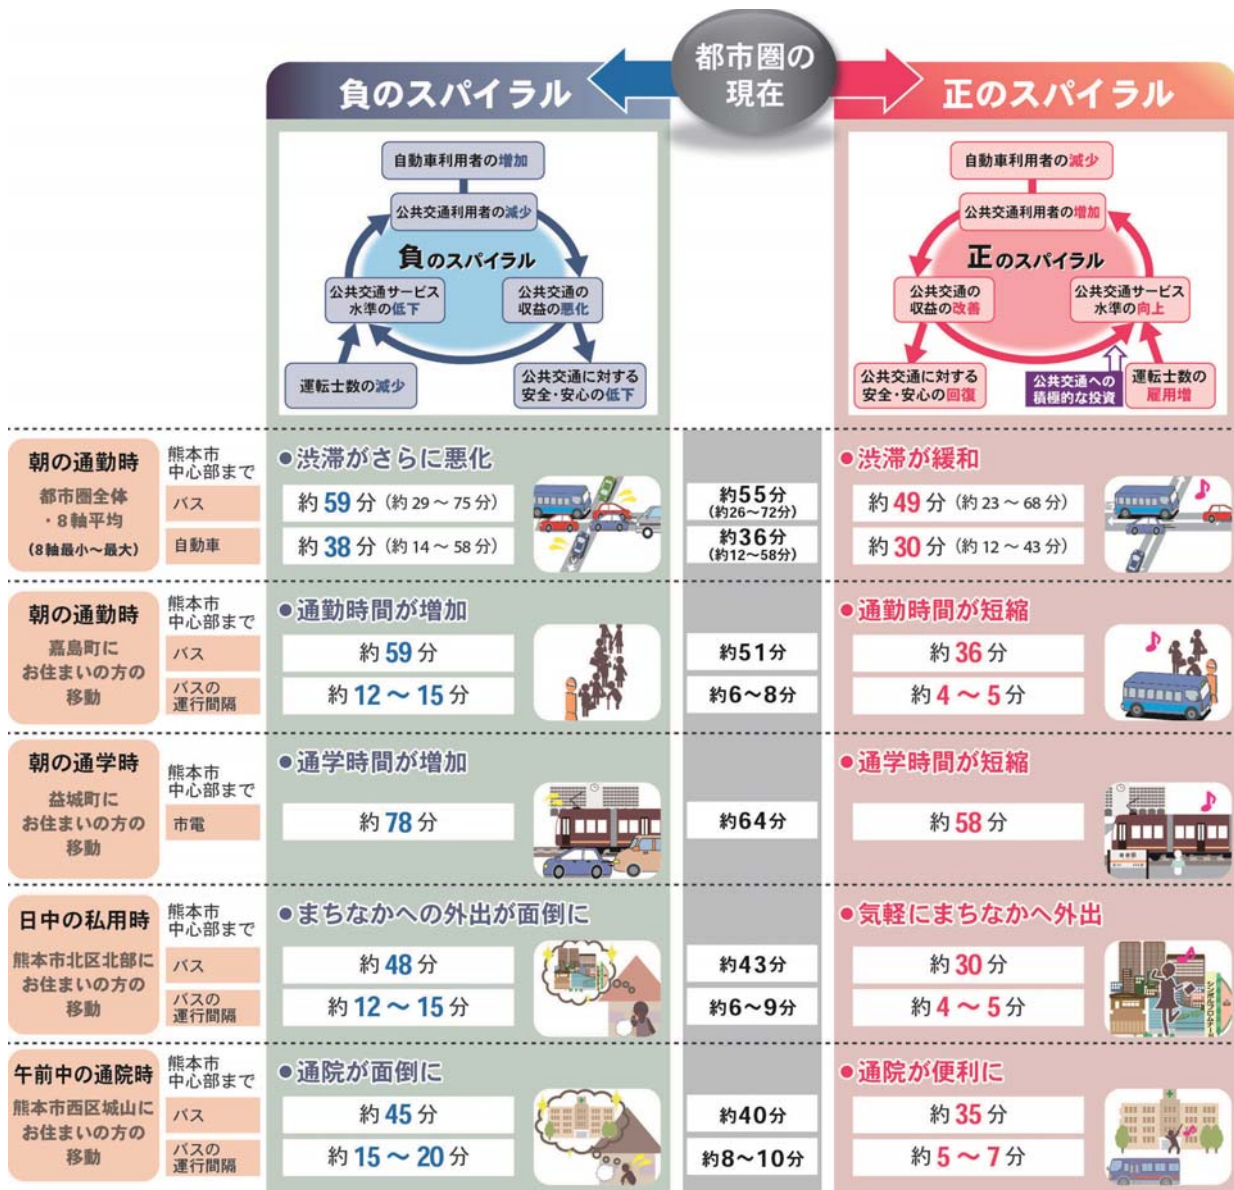 都市圏の
現在
負のスパイラル
正のスパイラル
自動車利用者の増加
公共交通利用者の減少
負のスパイラル
公共交通サービス
水準の低下
公共交通の
収益の悪化
運転士数の減少
公共交通に対する
安全・安心の低下
自動車利用者の減少
公共交通利用者の増加
正のスパイラル
公共交通の
収益の改善
公共交通サービス
水準の向上
公共交通に対する
安全・安心の回復
公共交通への
積極的な投資
運転士数の
雇用増
朝の通勤時
都市圏全体
・8軸平均
(8軸最小〜最大)
熊本市
中心部まで
バス
自動車
●渋滞がさらに悪化
約59分(約29〜75分)
約38分(約14〜58分)
約55分
(約26〜72分)
約36分
(約12〜58分)
●渋滞が緩和
約49分(約23〜68分)
約30分(約12〜43分)
朝の通勤時
嘉島町に
お住まいの方の
移動
熊本市
中心部まで
バス
バスの
運行間隔
●通勤時間が増加
約59分
約12〜15分
約51分
約6〜8分
●通勤時間が短縮
約36分
約4〜5分
朝の通学時
益城町に
お住まいの方の
移動
熊本市
中心部まで
市電
●通学時間が増加
約78分
約64分
●通学時間が短縮
約58分
日中の私用時
熊本市北区北部に
お住まいの方の
移動
熊本市
中心部まで
バス
バスの
運行間隔
●まちなかへの外出が面倒に
約48分
約12〜15分
約43分
約6〜9分
●気軽にまちなかへ外出
約30分
約4〜5分
シンボルプロムナード
午前中の通院時
熊本市西区城山に
お住まいの方の
移動
熊本市
中心部まで
バス
バスの
運行間隔
●通院が面倒に
約45分
約15〜20分
約40分
約8〜10分
●通院が便利に
約35分
約5〜7分